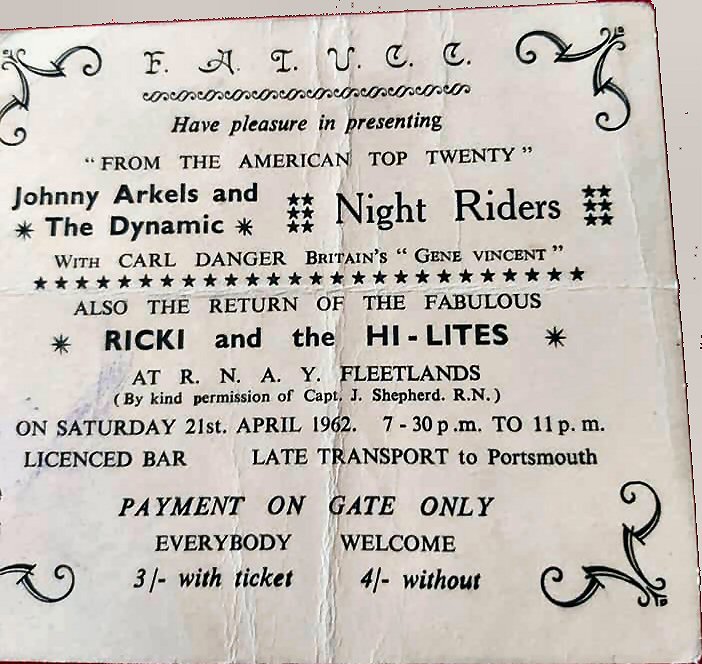 F. A. T. U. C. C.
Have pleasure in presenting
"FROM THE AMERICAN TOP TWENTY"
Johnny Arkels and
* The Dynamic *
Night Riders
WITH CARL DANGER BRITAIN'S "GENE VINCENT"
ALSO THE RETURN OF THE FABULOUS
* RICKI and the HI-LITES *
AT R. N. A. Y. FLEETLANDS
(By kind permission of Capt. J. Shepherd. R.N.)
ON SATURDAY 21st. APRIL 1962. 7-30 p.m. TO 11 p. m.
LICENCED BAR LATE TRANSPORT to Portsmouth
PAYMENT ON GATE ONLY
EVERYBODY WELCOME
3/- with ticket 4/- without